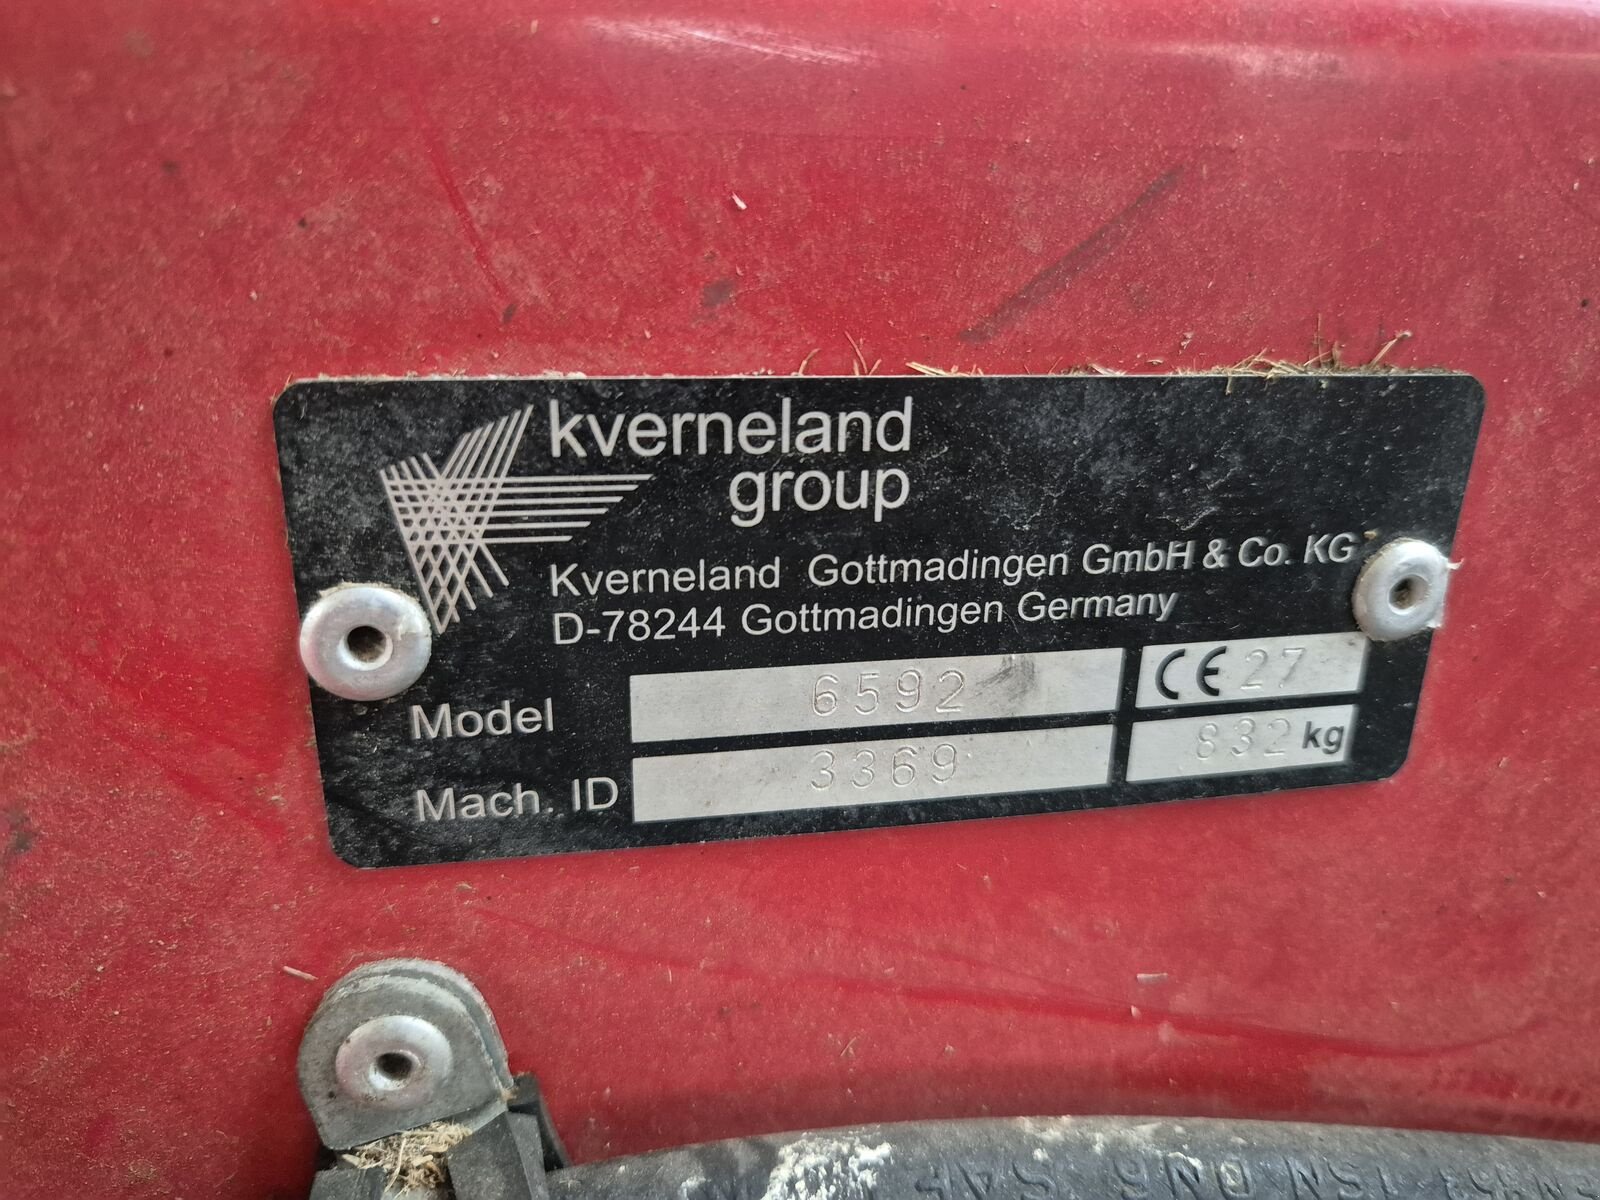 kverneland
group
Kverneland Gottmadingen GmbH & Co. KG
D-78244 Gottmadingen Germany
Model 6592 CE 27
Mach. ID 3369 832 kg